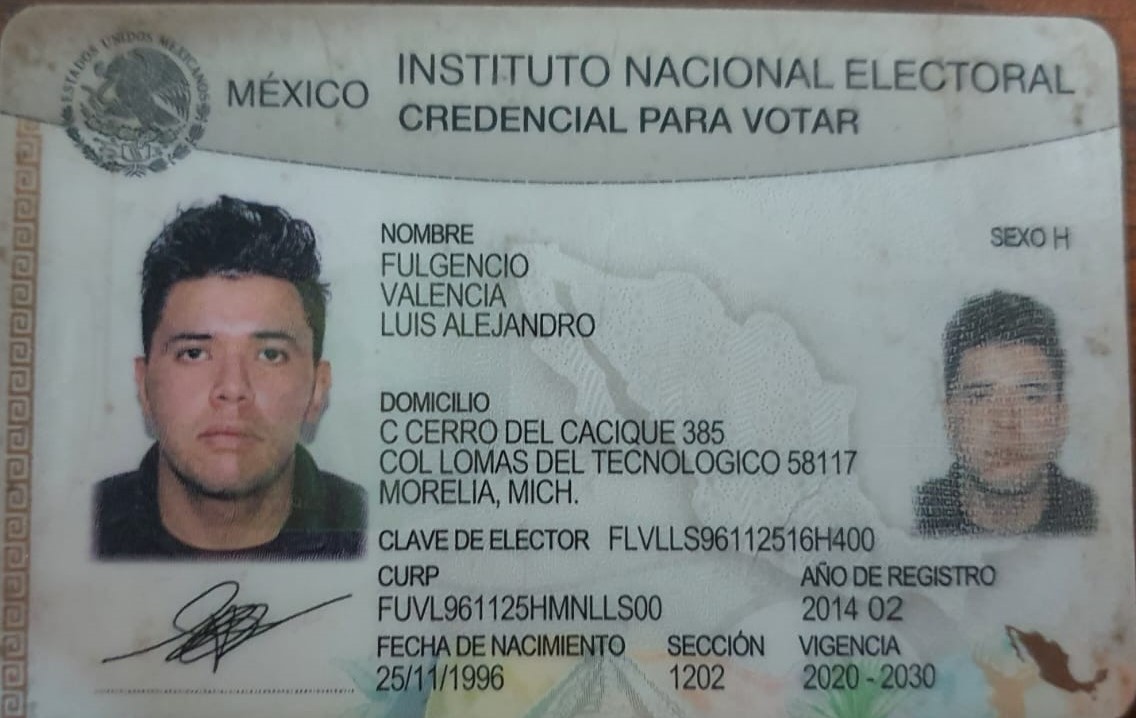 ESTADOS UNIDOS MEXICANOS
MÉXICO
INSTITUTO NACIONAL ELECTORAL
CREDENCIAL PARA VOTAR
NOMBRE
FULGENCIO
VALENCIA
LUIS ALEJANDRO
SEXO H
DOMICILIO
C CERRO DEL CACIQUE 385
COL LOMAS DEL TECNOLOGICO 58117
MORELIA, MICH.
CLAVE DE ELECTOR FLVLLS96112516H400
CURP
FUVL961125HMNLLS00
AÑO DE REGISTRO
2014 02
FECHA DE NACIMIENTO
25/11/1996
SECCIÓN
1202
VIGENCIA
2020 - 2030